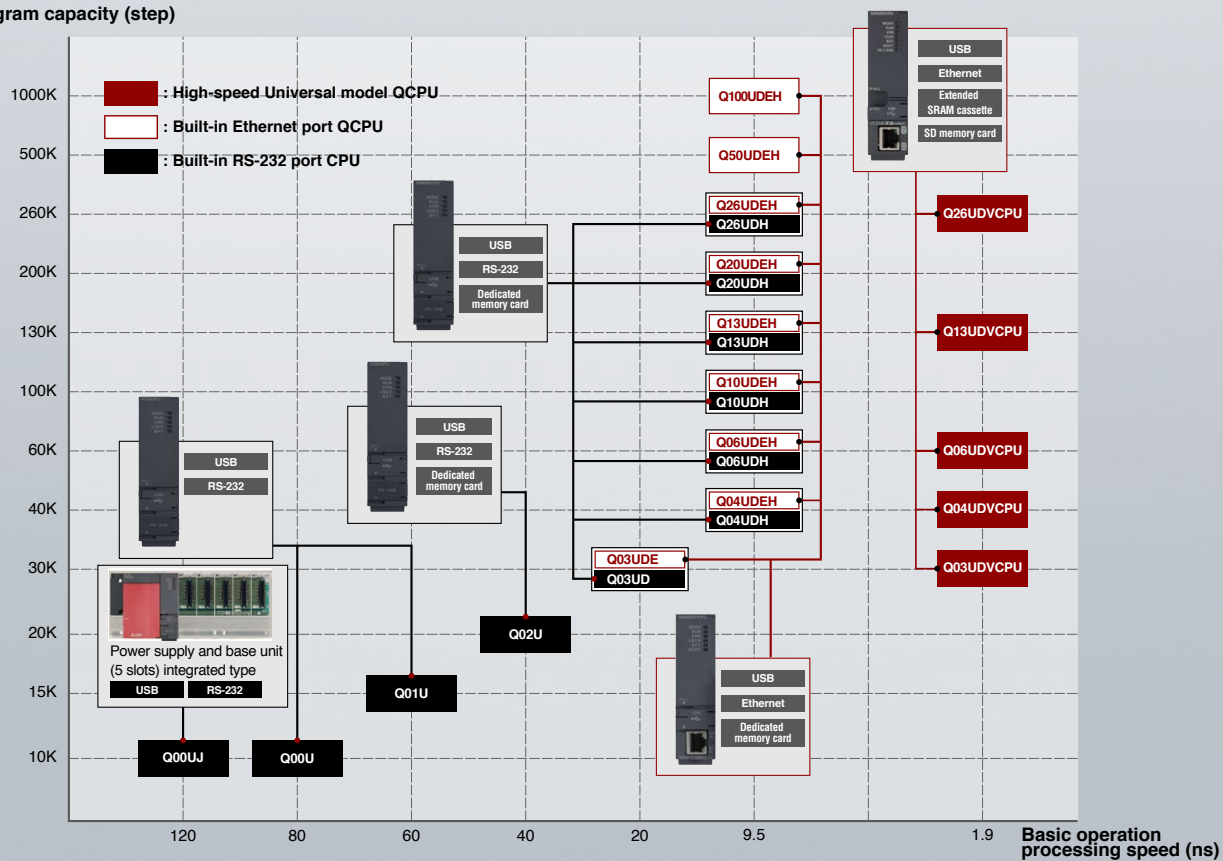 gram capacity (step)
1000K
500K
260K
200K
130K
100K
60K
40K
30K
20K
15K
10K
: High-speed Universal model QCPU
: Built-in Ethernet port QCPU
: Built-in RS-232 port CPU
USB
Ethernet
Extended
SRAM cassette
SD memory card
Q100UDEH
Q50UDEH
Q26UDEH
Q26UDH
Q20UDEH
Q20UDH
Q13UDEH
Q13UDH
Q10UDEH
Q10UDH
Q06UDEH
Q06UDH
Q04UDEH
Q04UDH
Q03UDE
Q03UD
Q26UDVCPU
Q13UDVCPU
Q06UDVCPU
Q04UDVCPU
Q03UDVCPU
USB
RS-232
Dedicated
memory card
USB
RS-232
Dedicated
memory card
USB
RS-232
Power supply and base unit
(5 slots) integrated type
USB
RS-232
Q02U
Q01U
Q00UJ
Q00U
USB
Ethernet
Dedicated
memory card
120
80
60
40
20
9.5
1.9
Basic operation
processing speed (ns)